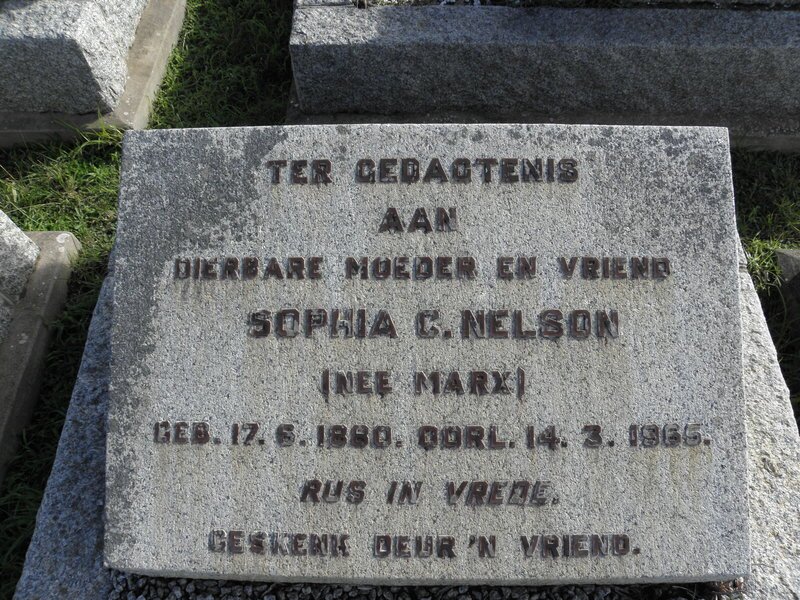 TER GEDAGTENIS
AAN
DIERBARE MOEDER EN VRIEND
SOPHIA C. NELSON
(NEE MARX)
GEB. 17. 6. 1880. OORL. 14. 3. 1965.
RUS IN VREDE.
GESKENK DEUR 'N VRIEND.